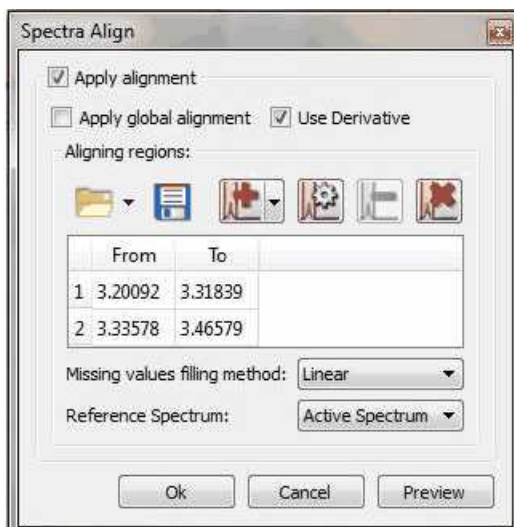 Spectra Align
Apply alignment
Apply global alignment Use Derivative
Aligning regions:
From To
1 3.20092 3.31839
2 3.33578 3.46579
Missing values filling method: Linear
Reference Spectrum: Active Spectrum
Ok Cancel Preview